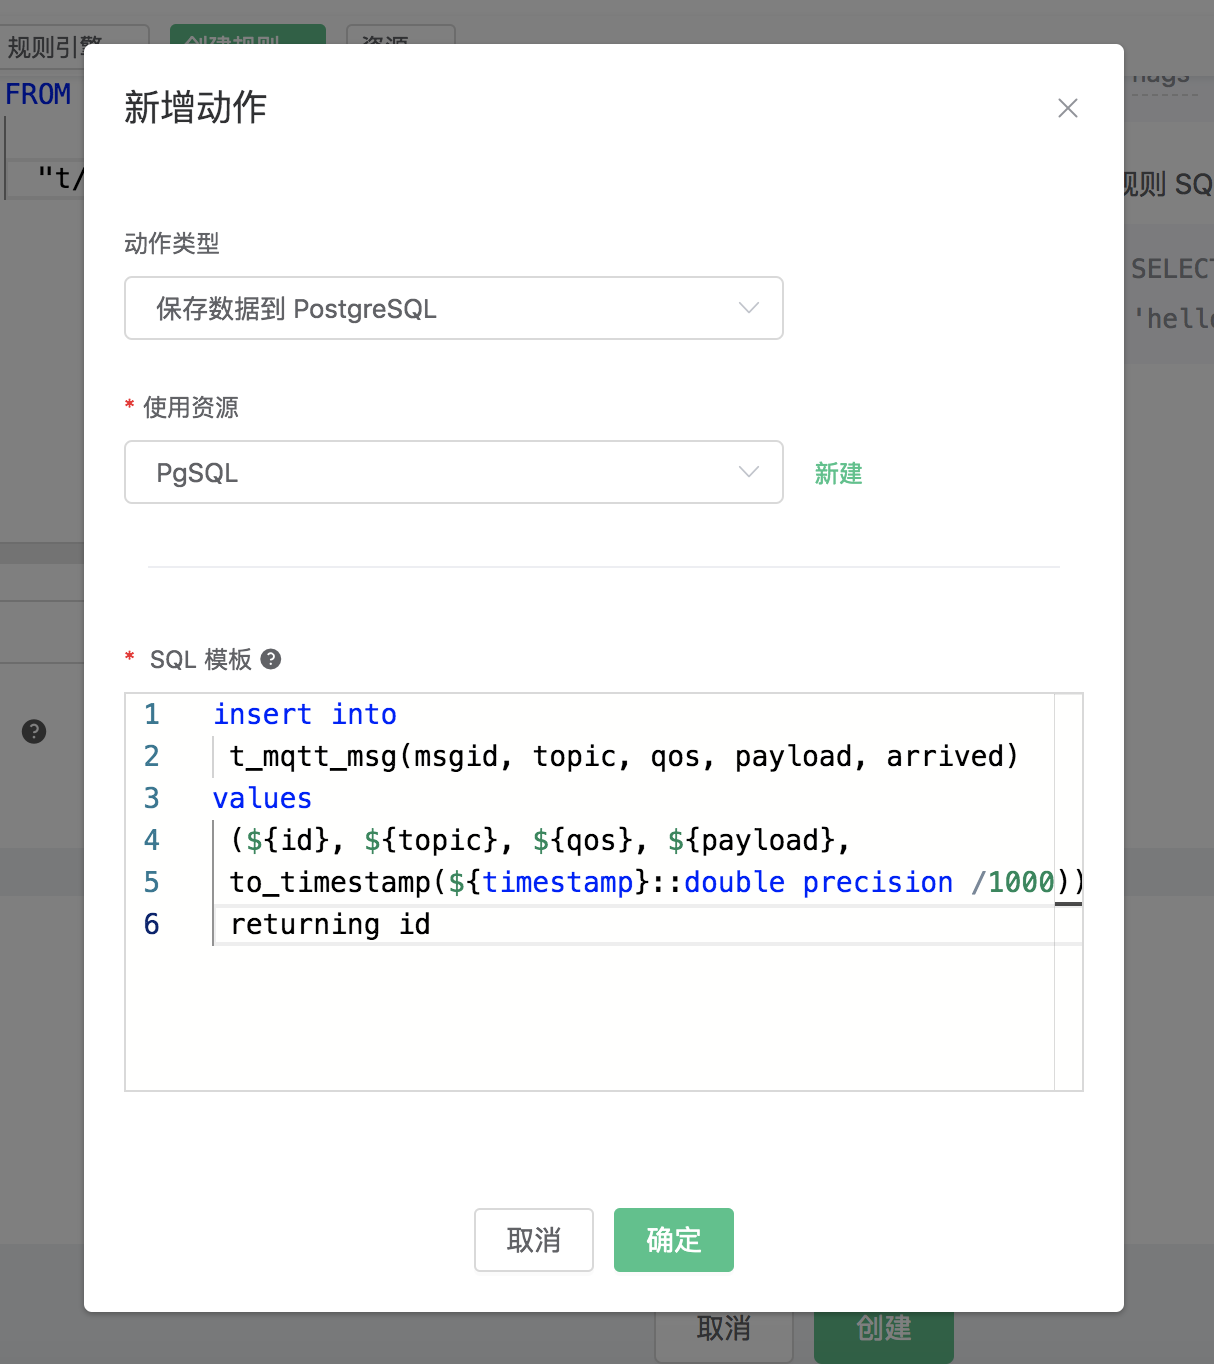 规则引擎
创建规则
资源
FROM
"t/
规则 SQ
SELECT
'hello
新增动作
动作类型
保存数据到 PostgreSQL
* 使用资源
PgSQL
新建
* SQL 模板 ?
1 insert into
2 t_mqtt_msg(msgid, topic, qos, payload, arrived)
3 values
4 (${id}, ${topic}, ${qos}, ${payload},
5 to_timestamp(${timestamp}::double precision /1000))
6 returning id
?
取消
确定
取消
创建